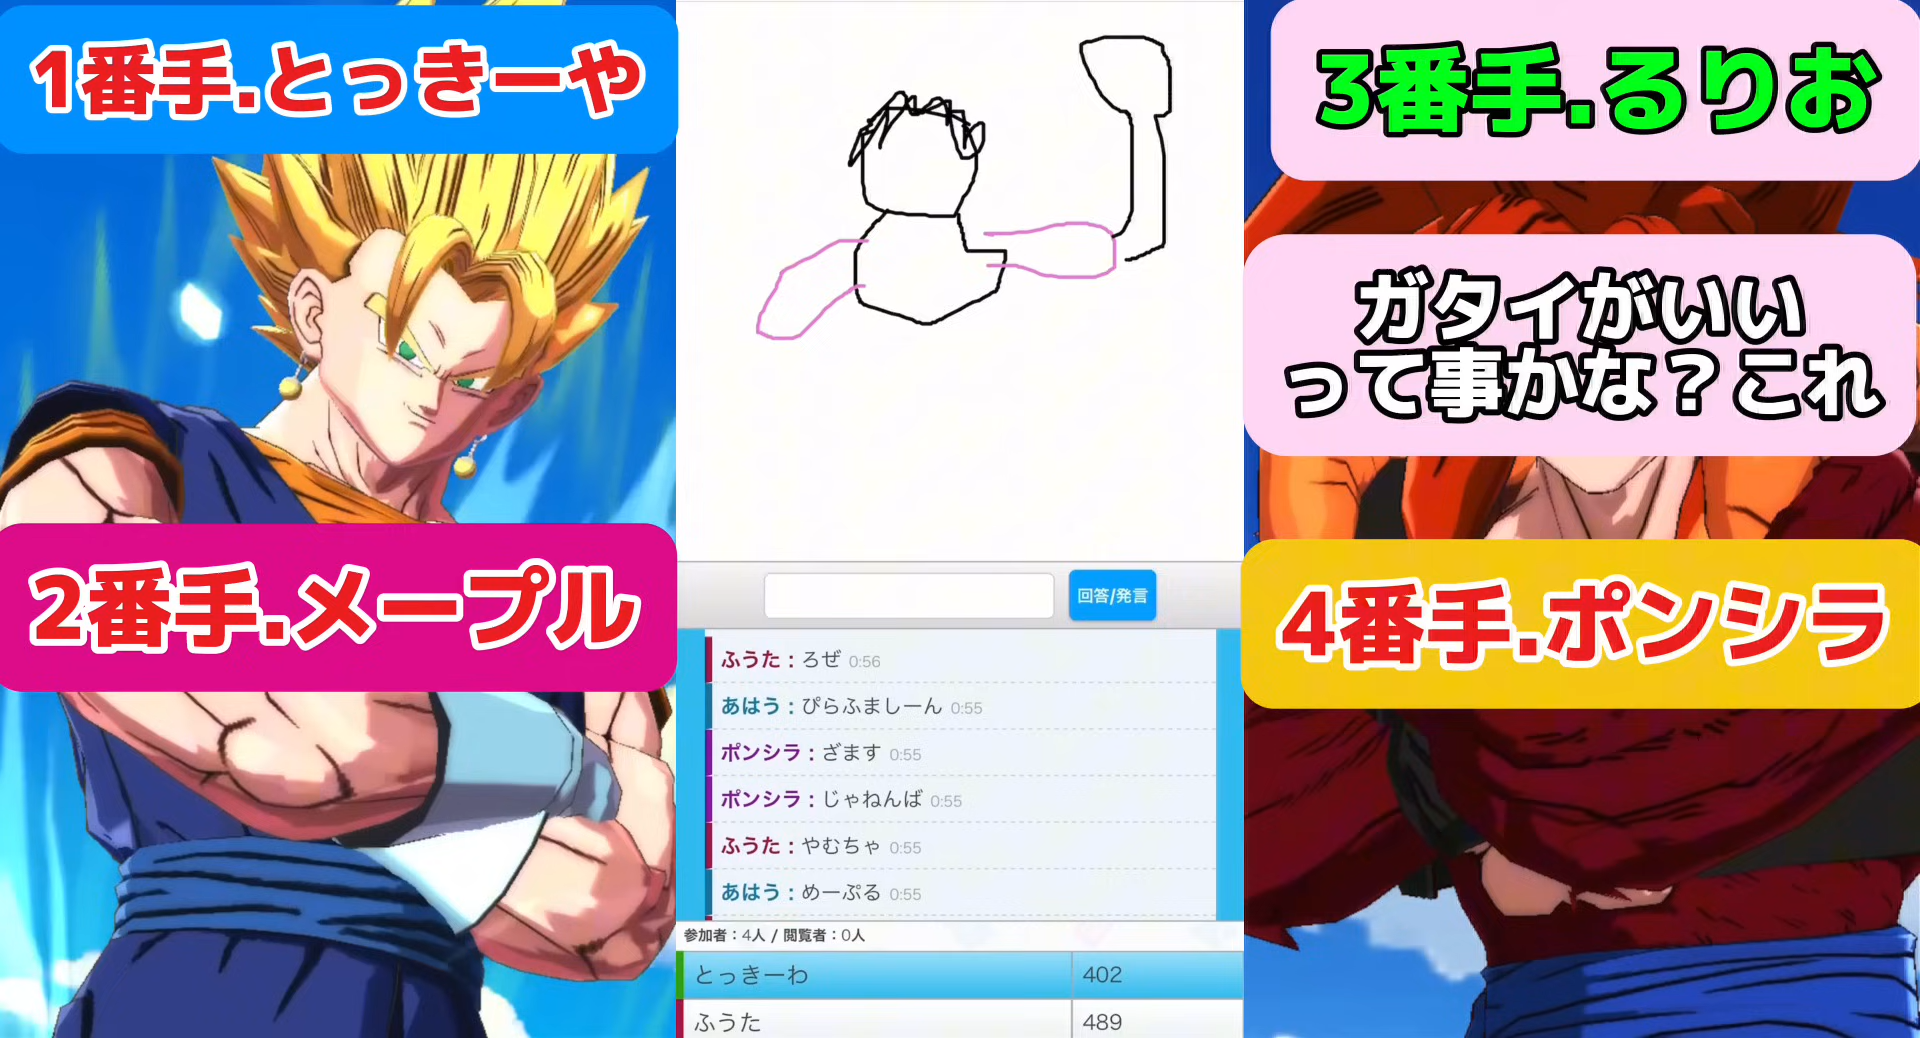 1番手.とっきーや
2番手.メープル
3番手.るりお
ガタイがいい
って事かな？これ
4番手.ポンシラ
回答/発言
ふうた：ろぜ 0:56
あはう：ぴらふましーん 0:55
ポンシラ：ざます 0:55
ポンシラ：じゃねんば 0:55
ふうた：やむちゃ 0:55
あはう：めーぷる 0:55
参加者：4人 / 閲覧者：0人
とっきーわ 402
ふうた 489